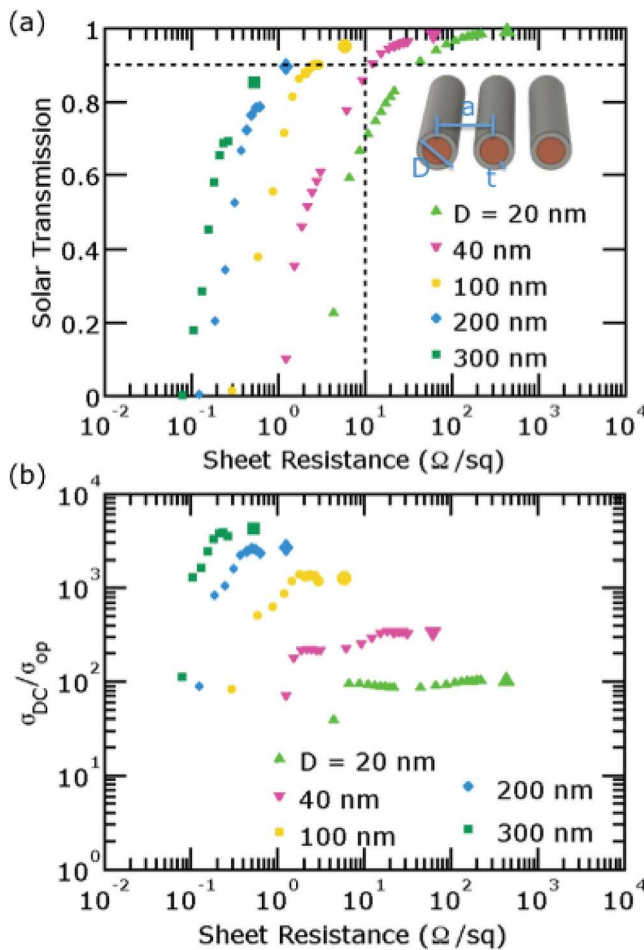 (a)
1
0.8
0.6
0.4
0.2
0
Solar Transmission
a
D
t
D = 20 nm
40 nm
100 nm
200 nm
300 nm
10⁻² 10⁻¹ 10⁰ 10¹ 10² 10³ 10⁴
Sheet Resistance (Ω/sq)
(b)
10⁴
10³
10²
10¹
10⁰
σDC/σop
D = 20 nm
40 nm
100 nm
200 nm
300 nm
10⁻² 10⁻¹ 10⁰ 10¹ 10² 10³ 10⁴
Sheet Resistance (Ω/sq)